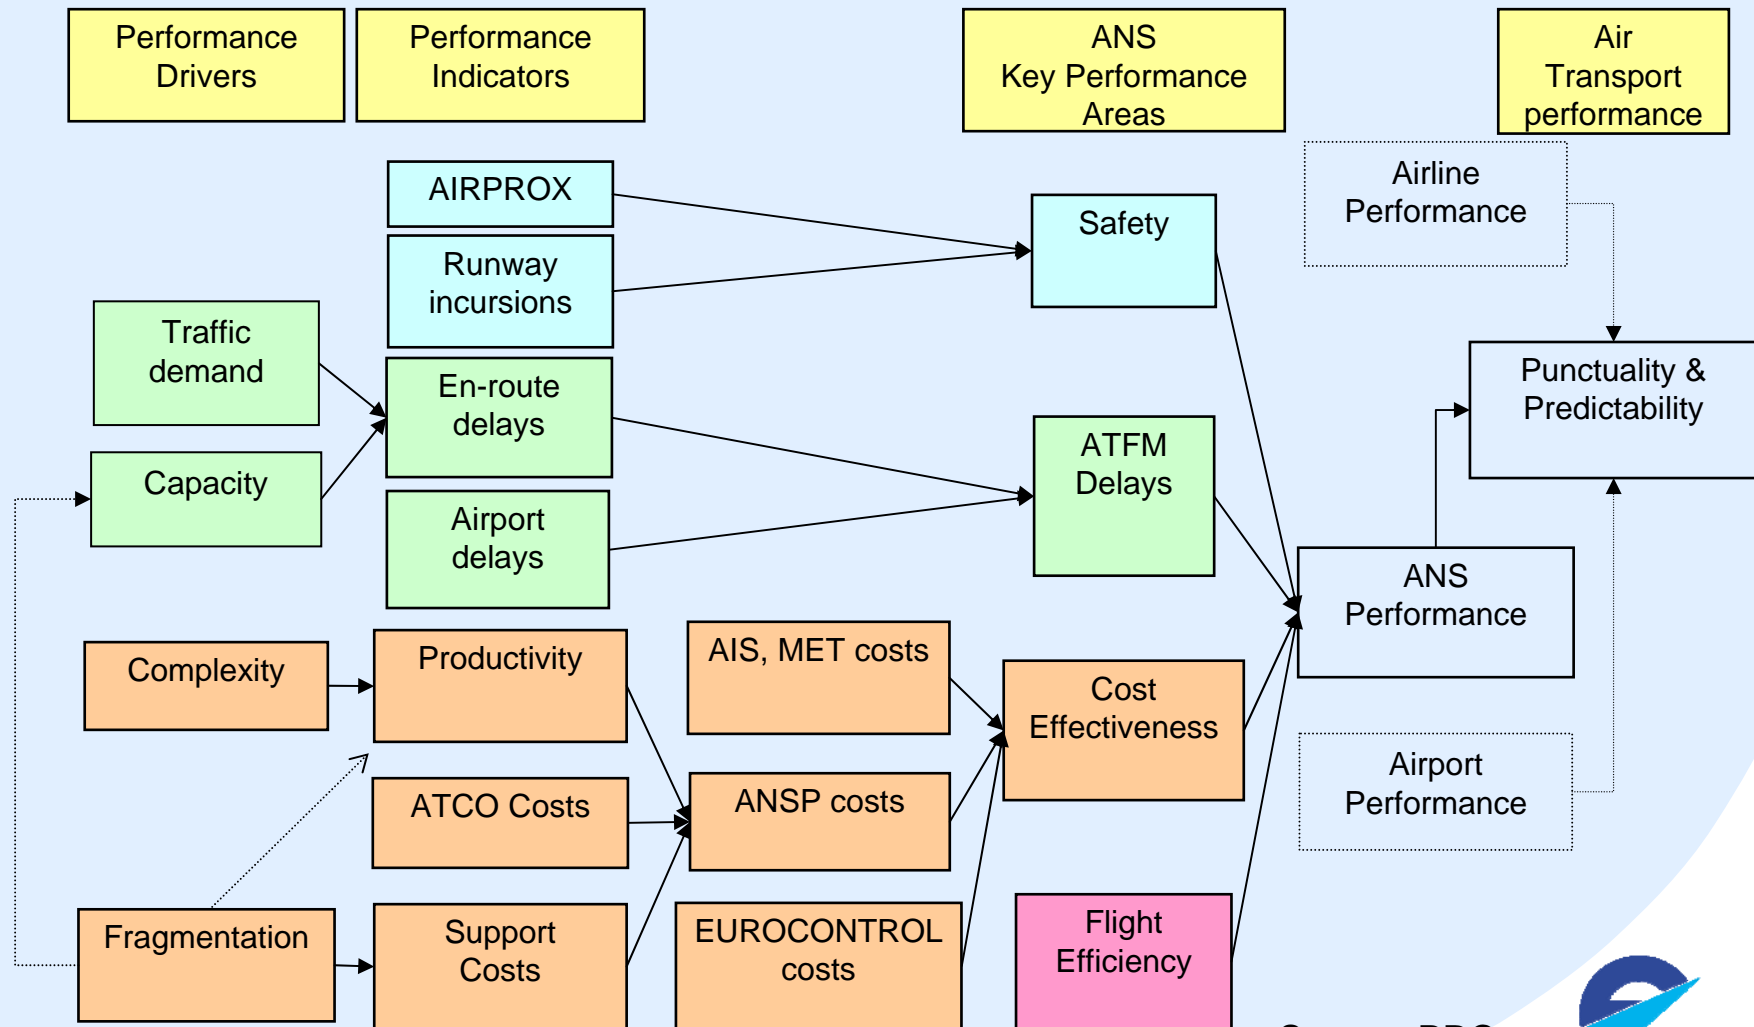 Performance
Drivers
Performance
Indicators
ANS
Key Performance
Areas
Air
Transport
performance
AIRPROX
Runway
incursions
Safety
Airline
Performance
Traffic
demand
En-route
delays
Punctuality &
Predictability
Capacity
Airport
delays
ATFM
Delays
ANS
Performance
Complexity
Productivity
AIS, MET costs
Cost
Effectiveness
ATCO Costs
ANSP costs
Airport
Performance
Fragmentation
Support
Costs
EUROCONTROL
costs
Flight
Efficiency